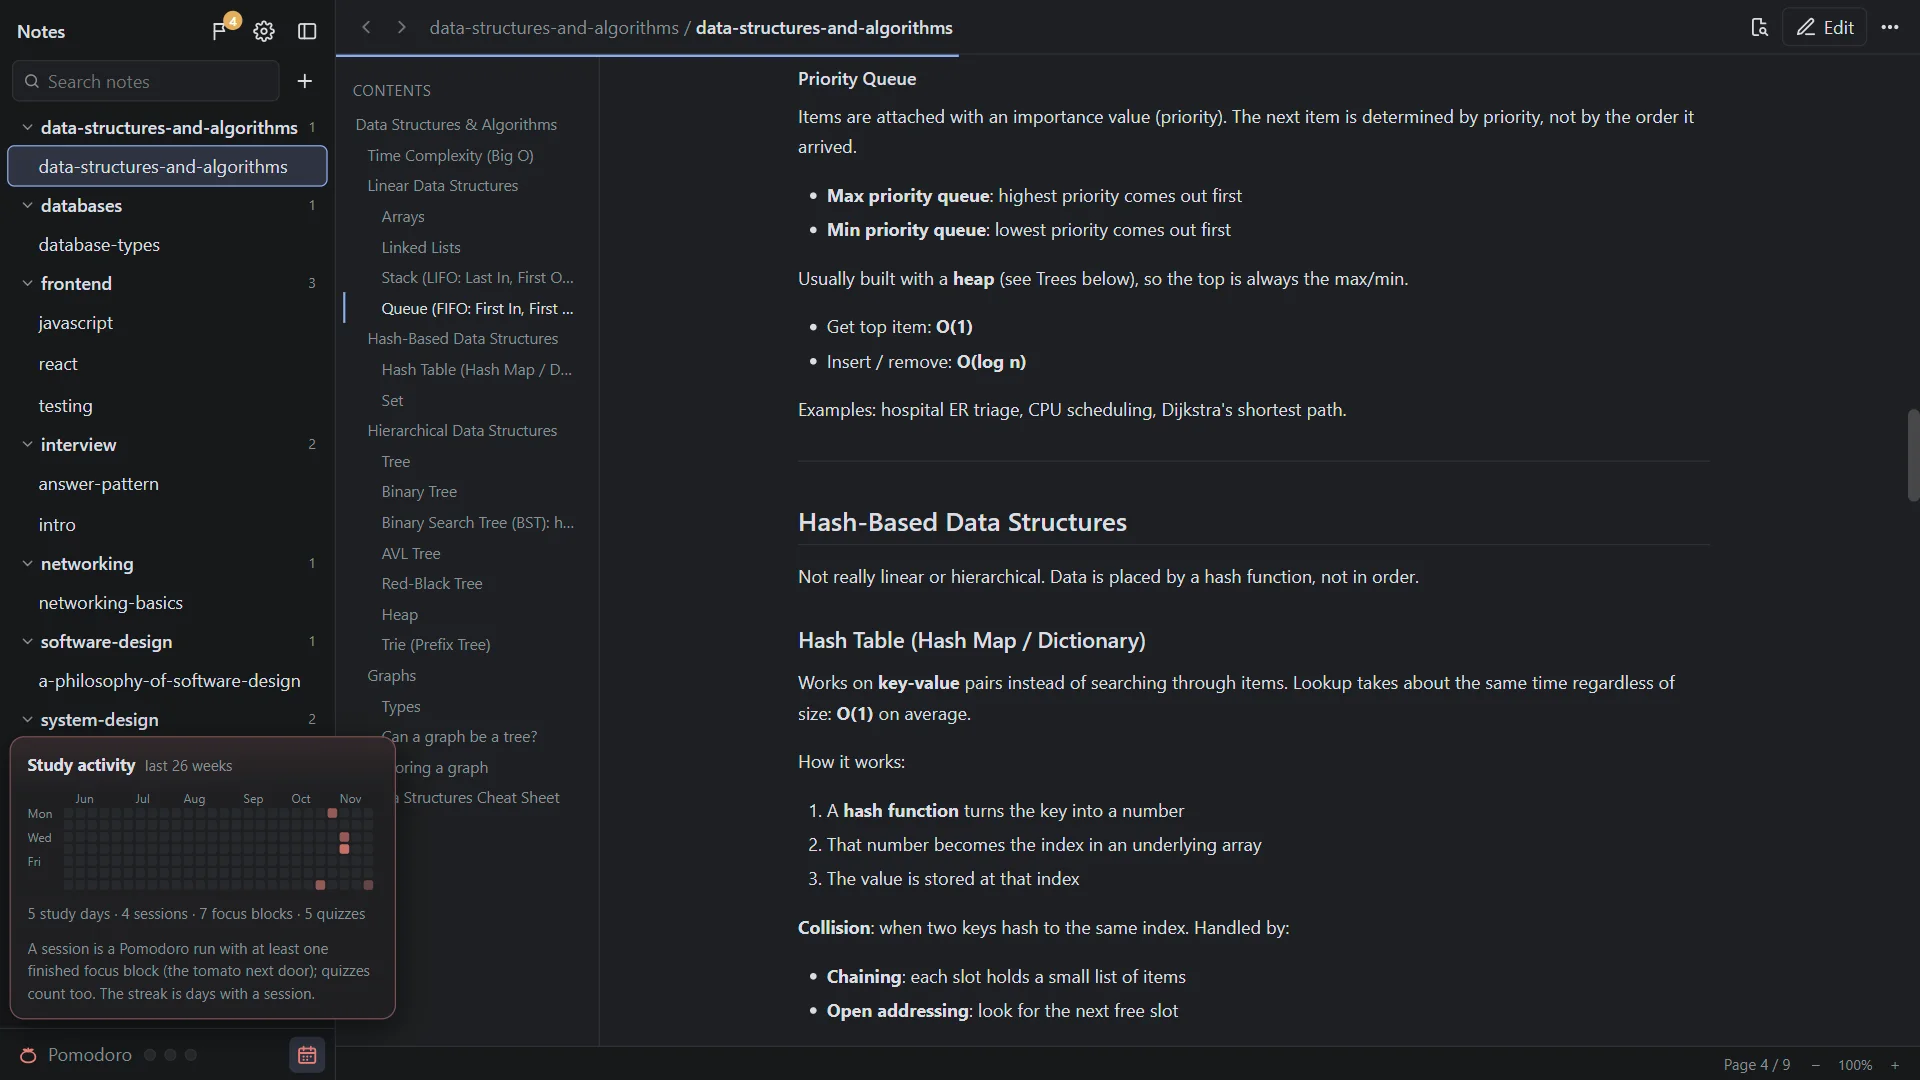 Notes
4
Search notes
data-structures-and-algorithms 1
data-structures-and-algorithms
databases 1
database-types
frontend 3
javascript
react
testing
interview 2
answer-pattern
intro
networking 1
networking-basics
software-design 1
a-philosophy-of-software-design
system-design 2
Study activity last 26 weeks
Jun Jul Aug Sep Oct Nov
Mon
Wed
Fri
5 study days · 4 sessions · 7 focus blocks · 5 quizzes
A session is a Pomodoro run with at least one
finished focus block (the tomato next door); quizzes
count too. The streak is days with a session.
Pomodoro
data-structures-and-algorithms / data-structures-and-algorithms
Edit
CONTENTS
Data Structures & Algorithms
Time Complexity (Big O)
Linear Data Structures
Arrays
Linked Lists
Stack (LIFO: Last In, First O...
Queue (FIFO: First In, First ...
Hash-Based Data Structures
Hash Table (Hash Map / D...
Set
Hierarchical Data Structures
Tree
Binary Tree
Binary Search Tree (BST): h...
AVL Tree
Red-Black Tree
Heap
Trie (Prefix Tree)
Graphs
Types
Can a graph be a tree?
oring a graph
a Structures Cheat Sheet
Priority Queue
Items are attached with an importance value (priority). The next item is determined by priority, not by the order it
arrived.
• Max priority queue: highest priority comes out first
• Min priority queue: lowest priority comes out first
Usually built with a heap (see Trees below), so the top is always the max/min.
• Get top item: O(1)
• Insert / remove: O(log n)
Examples: hospital ER triage, CPU scheduling, Dijkstra's shortest path.
Hash-Based Data Structures
Not really linear or hierarchical. Data is placed by a hash function, not in order.
Hash Table (Hash Map / Dictionary)
Works on key-value pairs instead of searching through items. Lookup takes about the same time regardless of
size: O(1) on average.
How it works:
1. A hash function turns the key into a number
2. That number becomes the index in an underlying array
3. The value is stored at that index
Collision: when two keys hash to the same index. Handled by:
• Chaining: each slot holds a small list of items
• Open addressing: look for the next free slot
Page 4 / 9 − 100% +